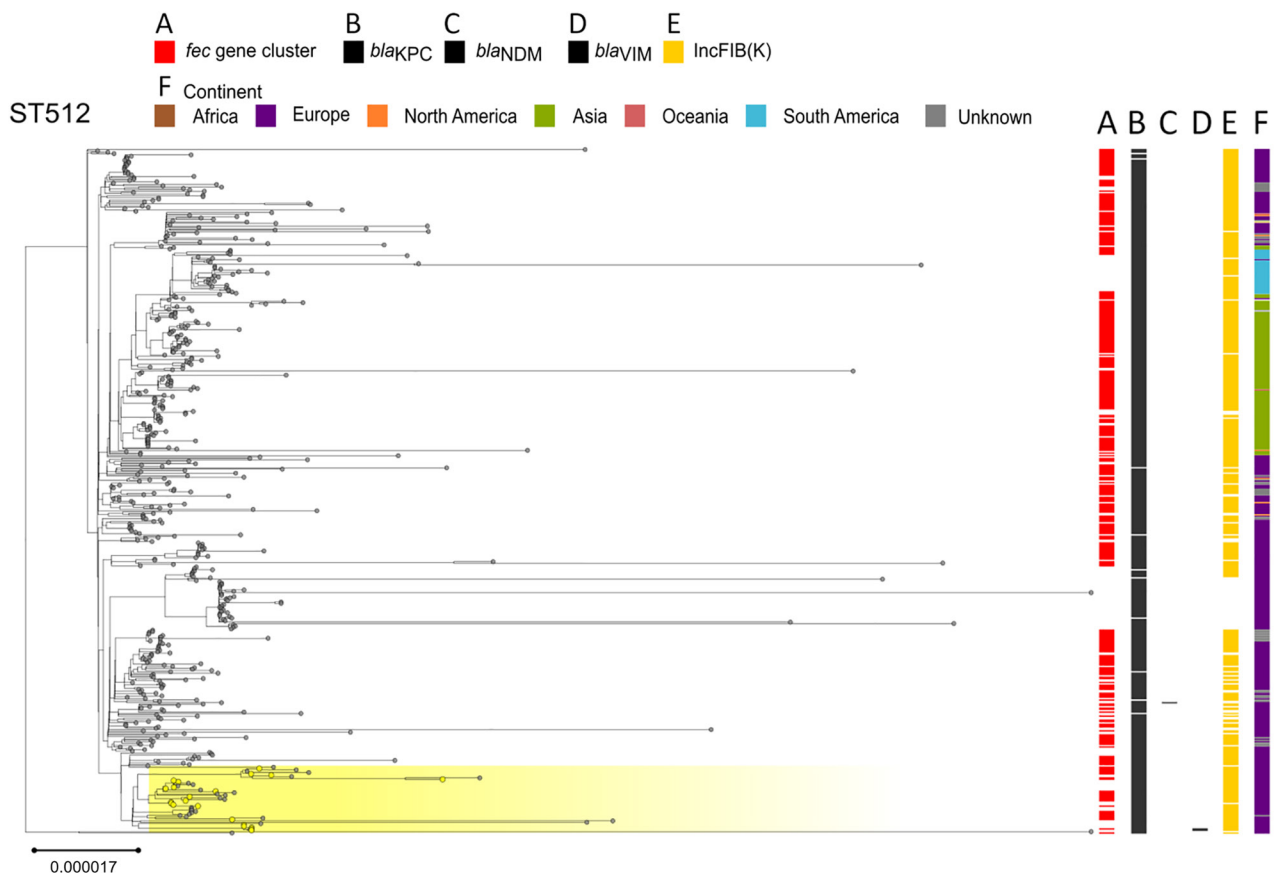 A B C D E
fec gene cluster blaKPC blaNDM blaVIM IncFIB(K)
F Continent
ST512 Africa Europe North America Asia Oceania South America Unknown
A B C D E F
0.000017